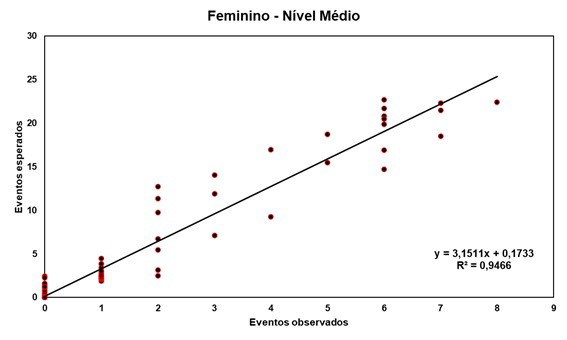 Feminino - Nível Médio
30
25
20
15
10
5
0
Eventos esperados
y = 3,1511x + 0,1733
R² = 0,9466
0 1 2 3 4 5 6 7 8 9
Eventos observados